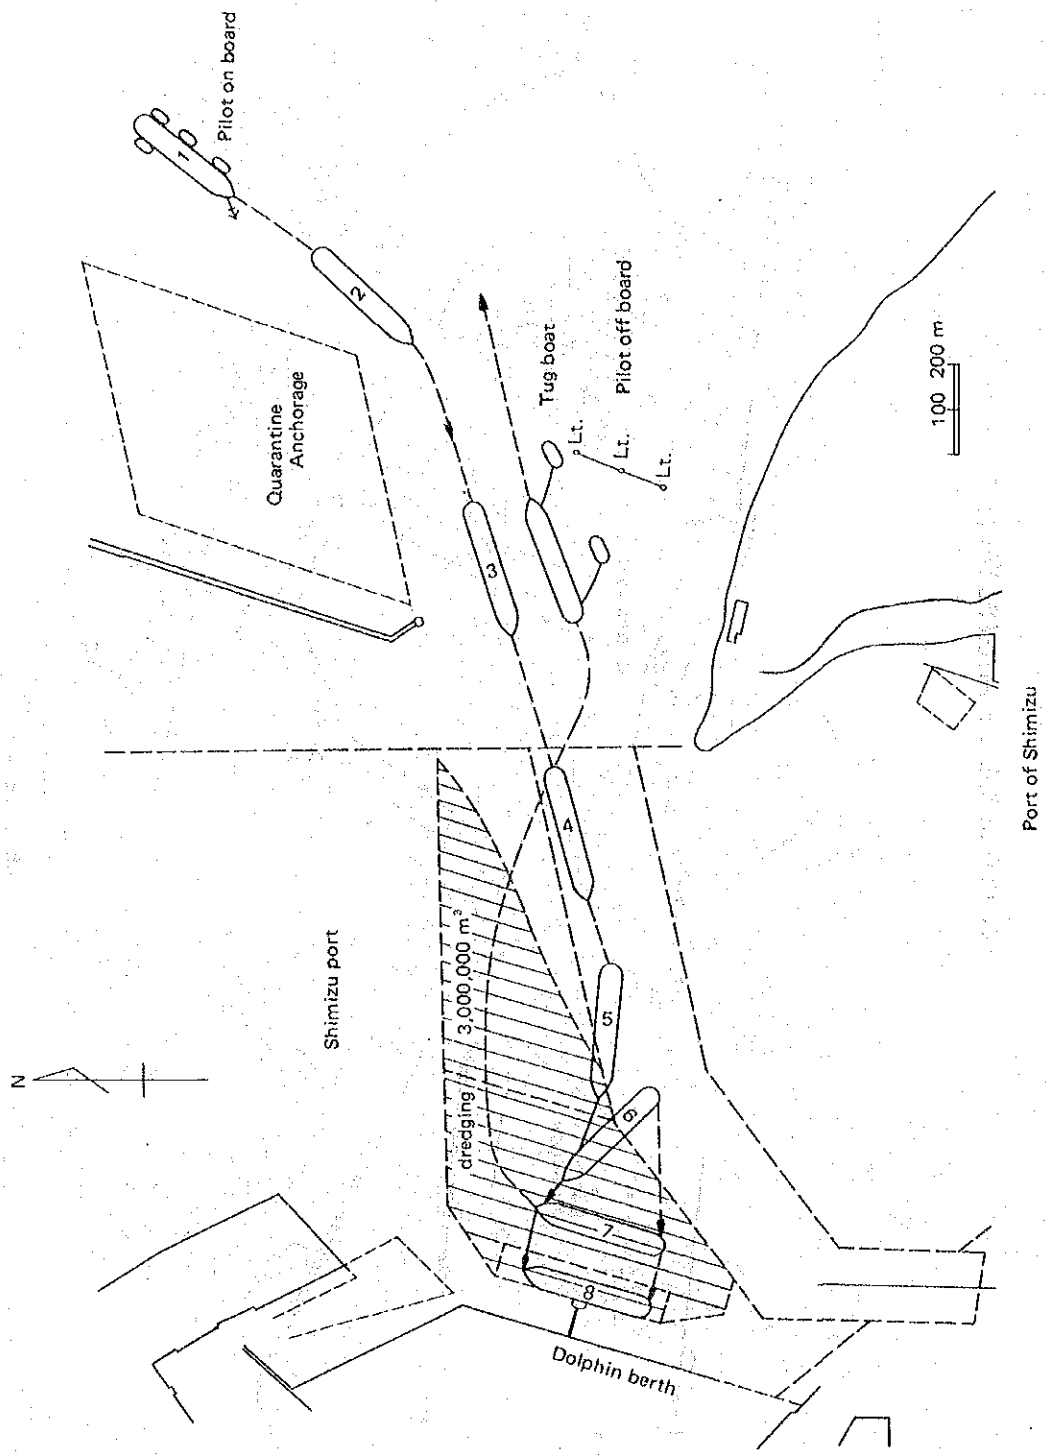 Pilot on board
1
2
Quarantine
Anchorage
Tug boat
Pilot off board
Lt.
Lt.
Lt.
3
100 200 m
4
Shimizu port
dredging 3,000,000 m³
5
N
6
7
8
Dolphin berth
Port of Shimizu